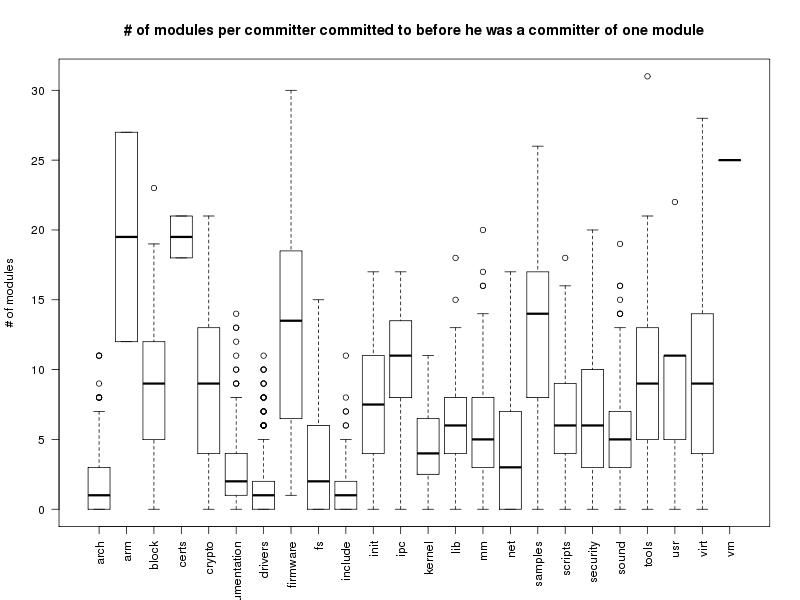 # of modules per committer committed to before he was a committer of one module
# of modules
30
25
20
15
10
5
0
arch
arm
block
certs
crypto
umentation
drivers
firmware
fs
include
init
ipc
kernel
lib
mm
net
samples
scripts
security
sound
tools
usr
virt
vm